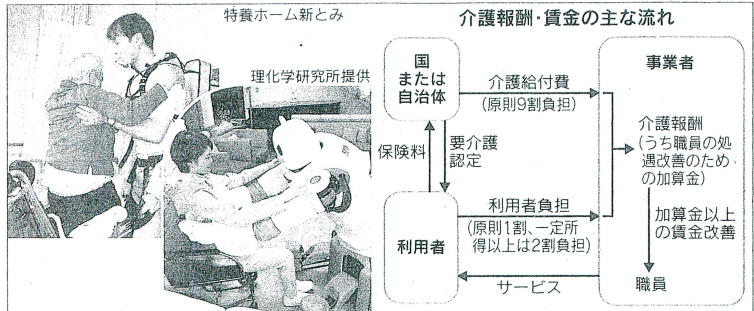 特養ホーム新とみ
理化学研究所提供
介護報酬・賃金の主な流れ
国
または
自治体
介護給付費
(原則9割負担)
保険料
要介護
認定
利用者
利用者負担
(原則1割、一定所
得以上は2割負担)
サービス
事業者
介護報酬
(うち職員の処
遇改善のため
の加算金)
加算金以上
の賃金改善
職員